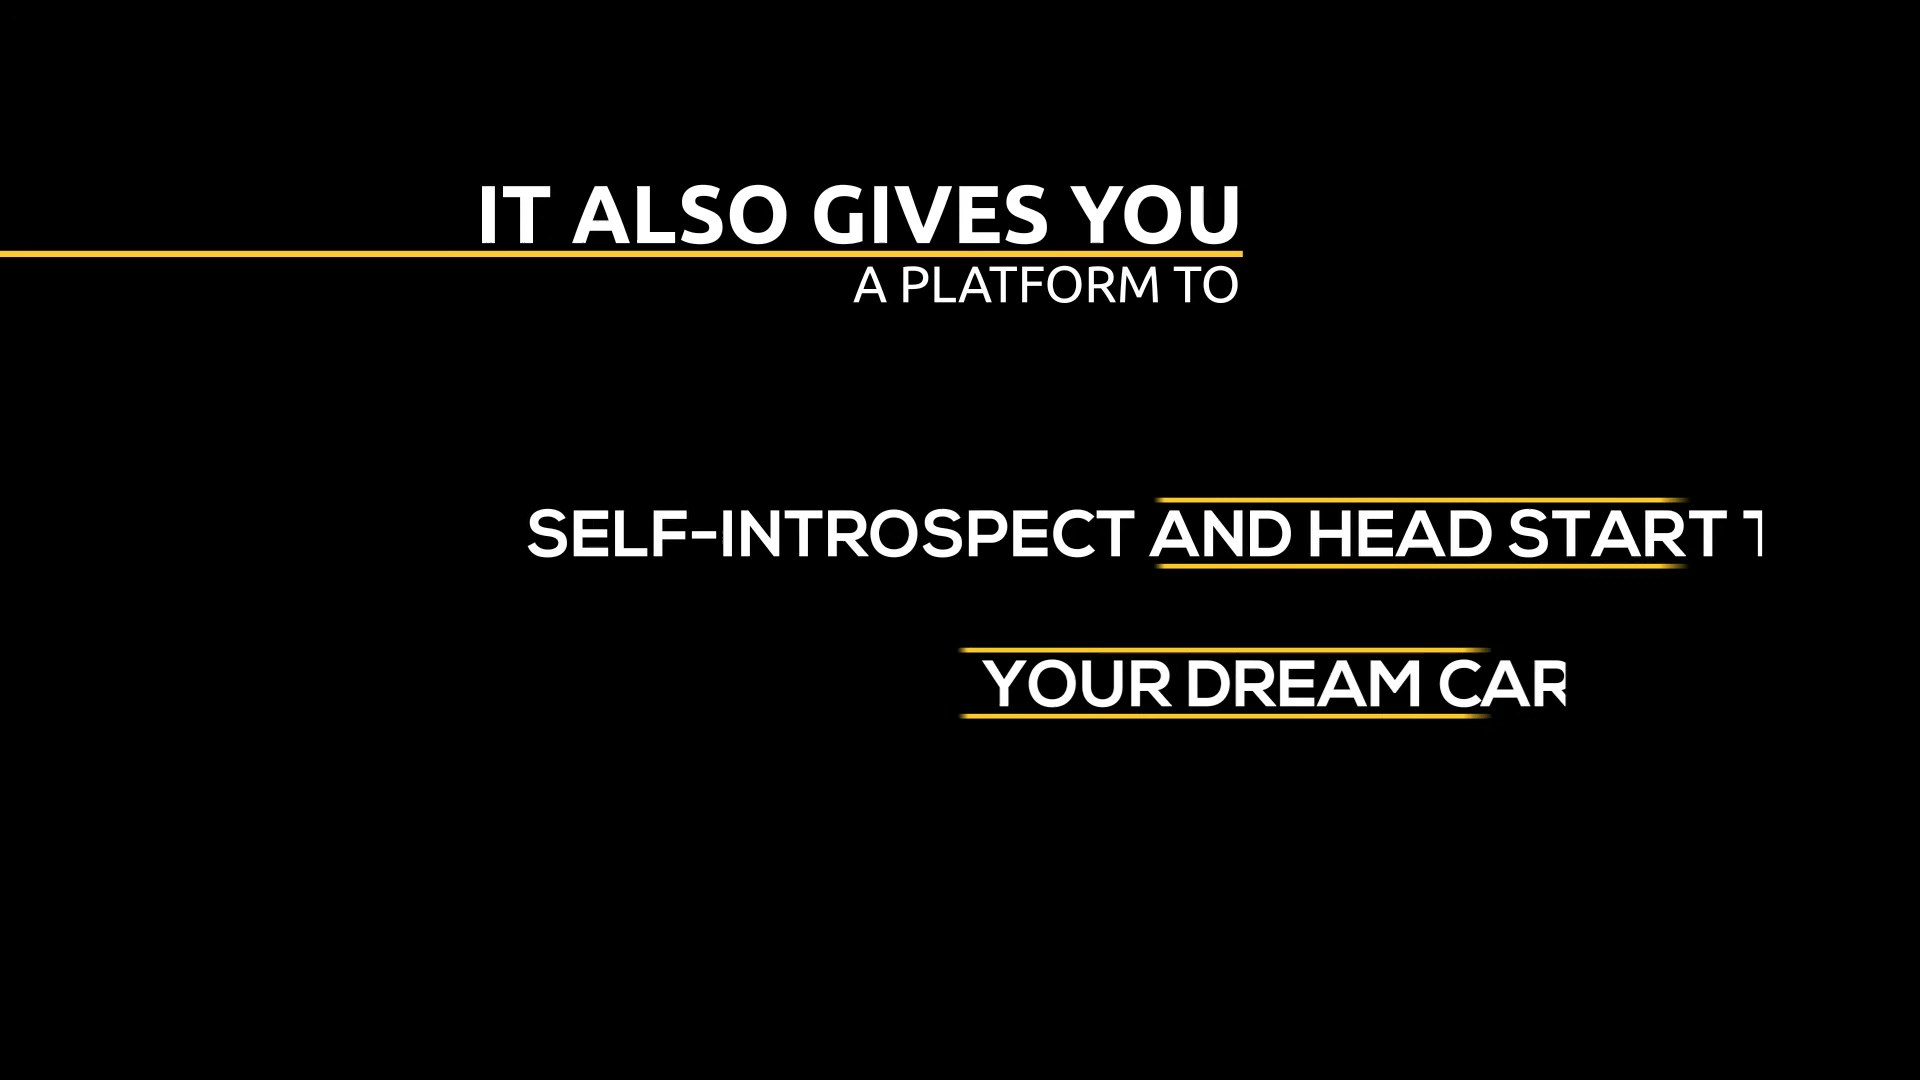 IT ALSO GIVES YOU
A PLATFORM TO
SELF-INTROSPECT AND HEAD START
YOUR DREAM CAR